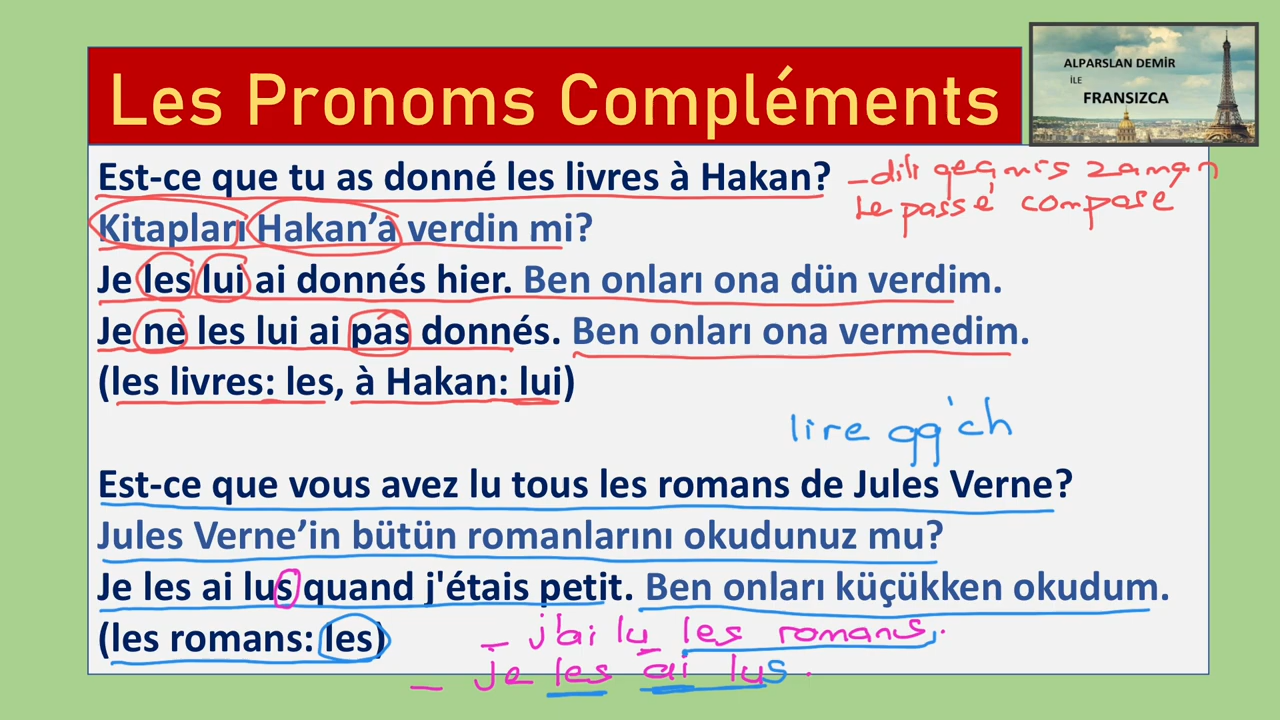 Les Pronoms Compléments
ALPARSLAN DEMİR
İLE
FRANSIZCA
Est-ce que tu as donné les livres à Hakan?
_dili geçmiş zaman
Le passé composé
Kitapları Hakan’a verdin mi?
Je les lui ai donnés hier. Ben onları ona dün verdim.
Je ne les lui ai pas donnés. Ben onları ona vermedim.
(les livres: les, à Hakan: lui)
lire qq'ch
Est-ce que vous avez lu tous les romans de Jules Verne?
Jules Verne’in bütün romanlarını okudunuz mu?
Je les ai lus quand j'étais petit. Ben onları küçükken okudum.
(les romans: les)
_ j'ai lu les romans.
_ je les ai lus.